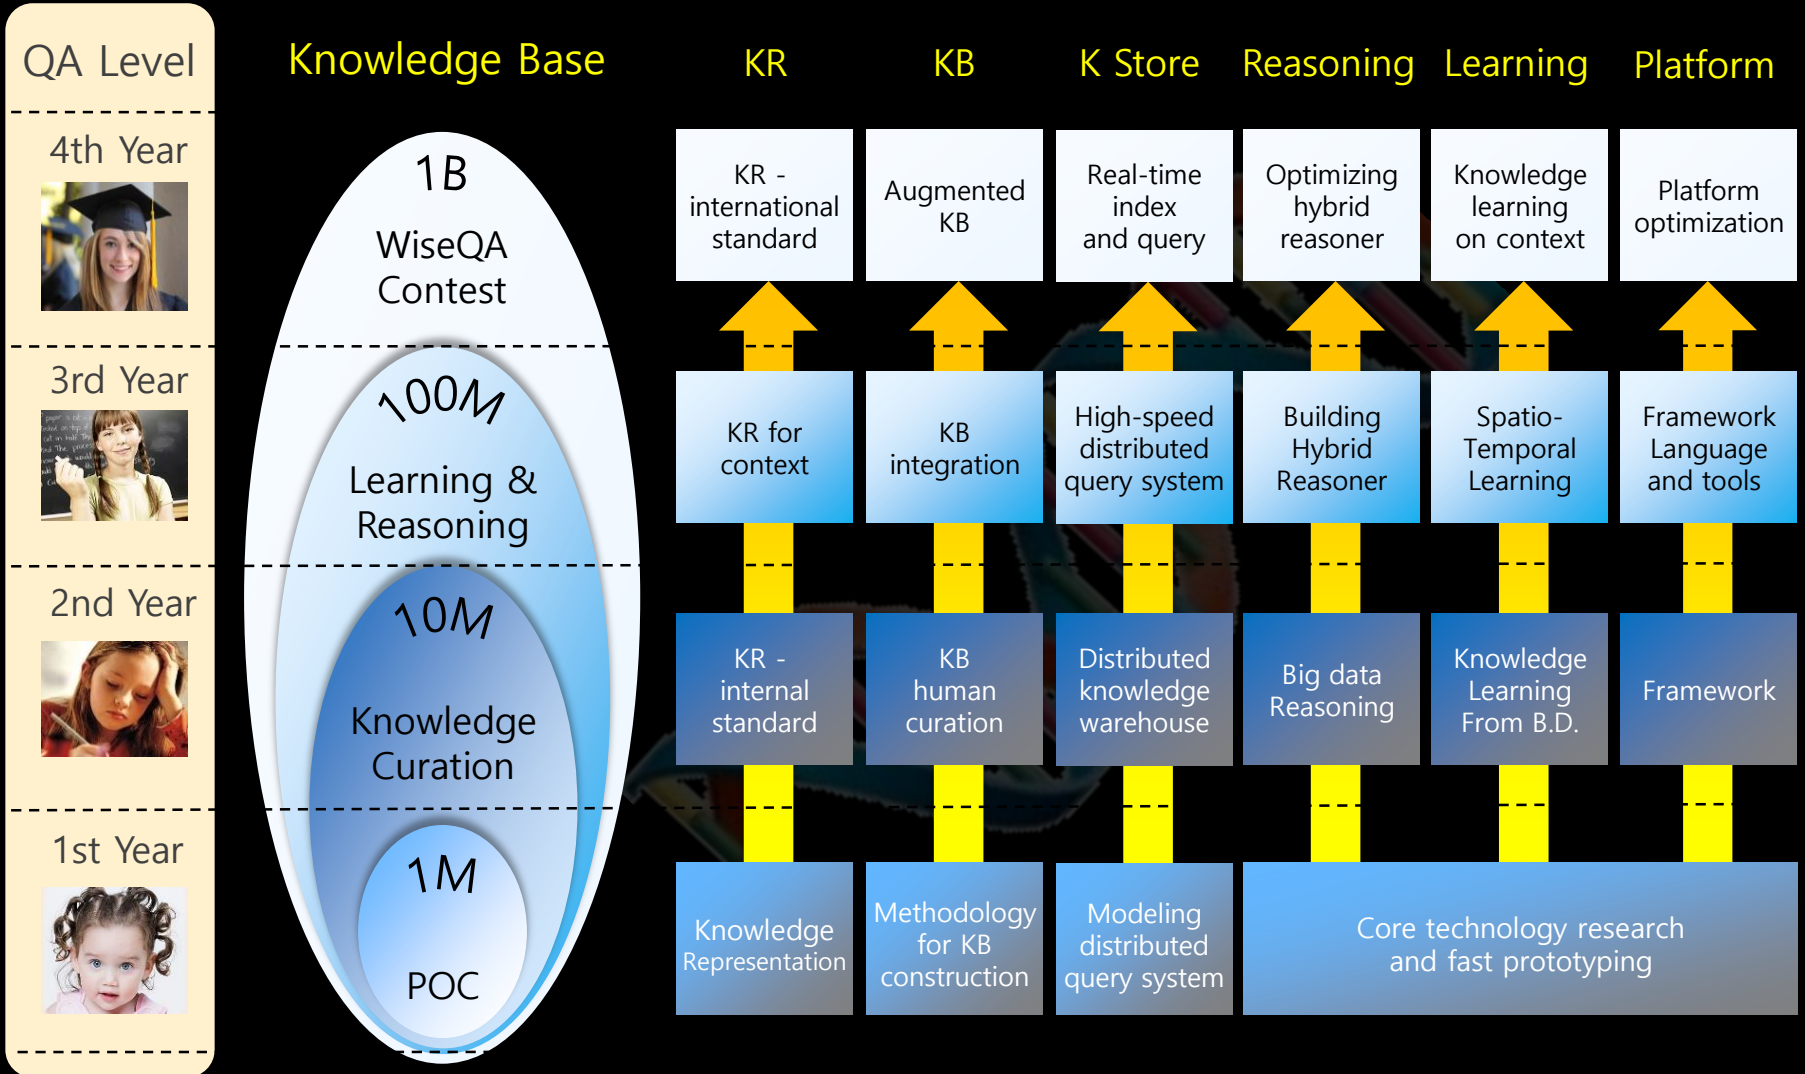 QA Level
Knowledge Base
KR
KB
K Store
Reasoning
Learning
Platform
4th Year
1B
WiseQA
Contest
KR -
international
standard
Augmented
KB
Real-time
index
and query
Optimizing
hybrid
reasoner
Knowledge
learning
on context
Platform
optimization
3rd Year
100M
Learning &
Reasoning
KR for
context
KB
integration
High-speed
distributed
query system
Building
Hybrid
Reasoner
Spatio-
Temporal
Learning
Framework
Language
and tools
2nd Year
10M
Knowledge
Curation
KR -
internal
standard
KB
human
curation
Distributed
knowledge
warehouse
Big data
Reasoning
Knowledge
Learning
From B.D.
Framework
1st Year
1M
POC
Knowledge
Representation
Methodology
for KB
construction
Modeling
distributed
query system
Core technology research
and fast prototyping